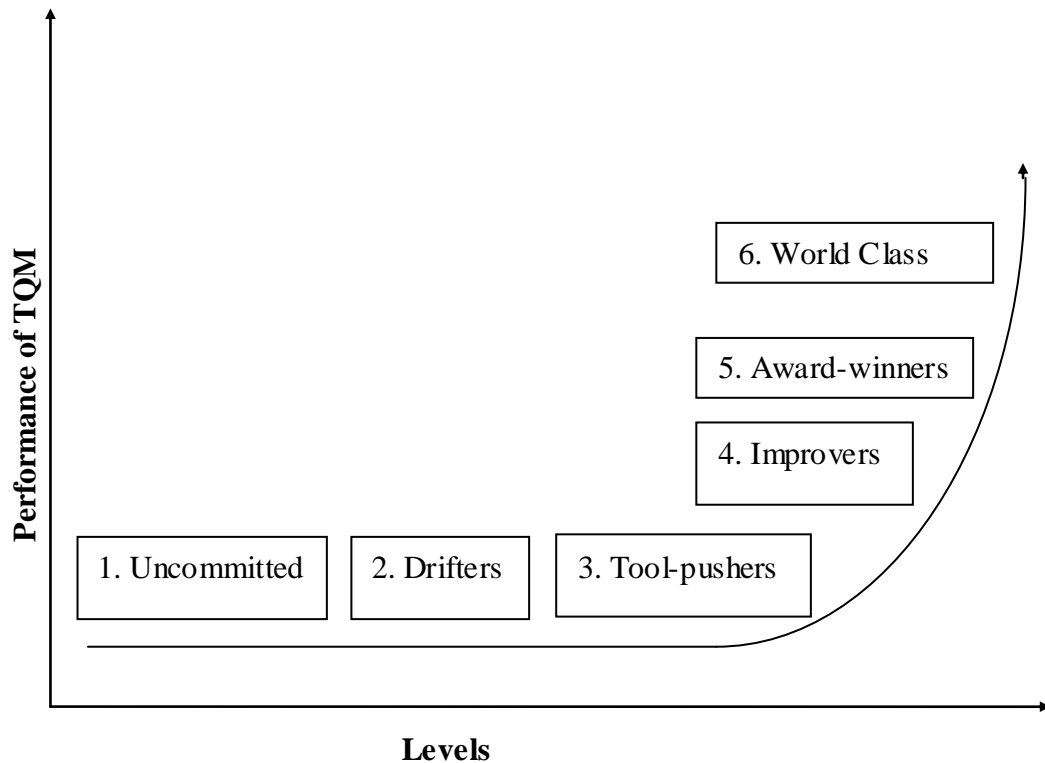 Performance of TQM
6. World Class
5. Award-winners
4. Improvers
1. Uncommitted
2. Drifters
3. Tool-pushers
Levels